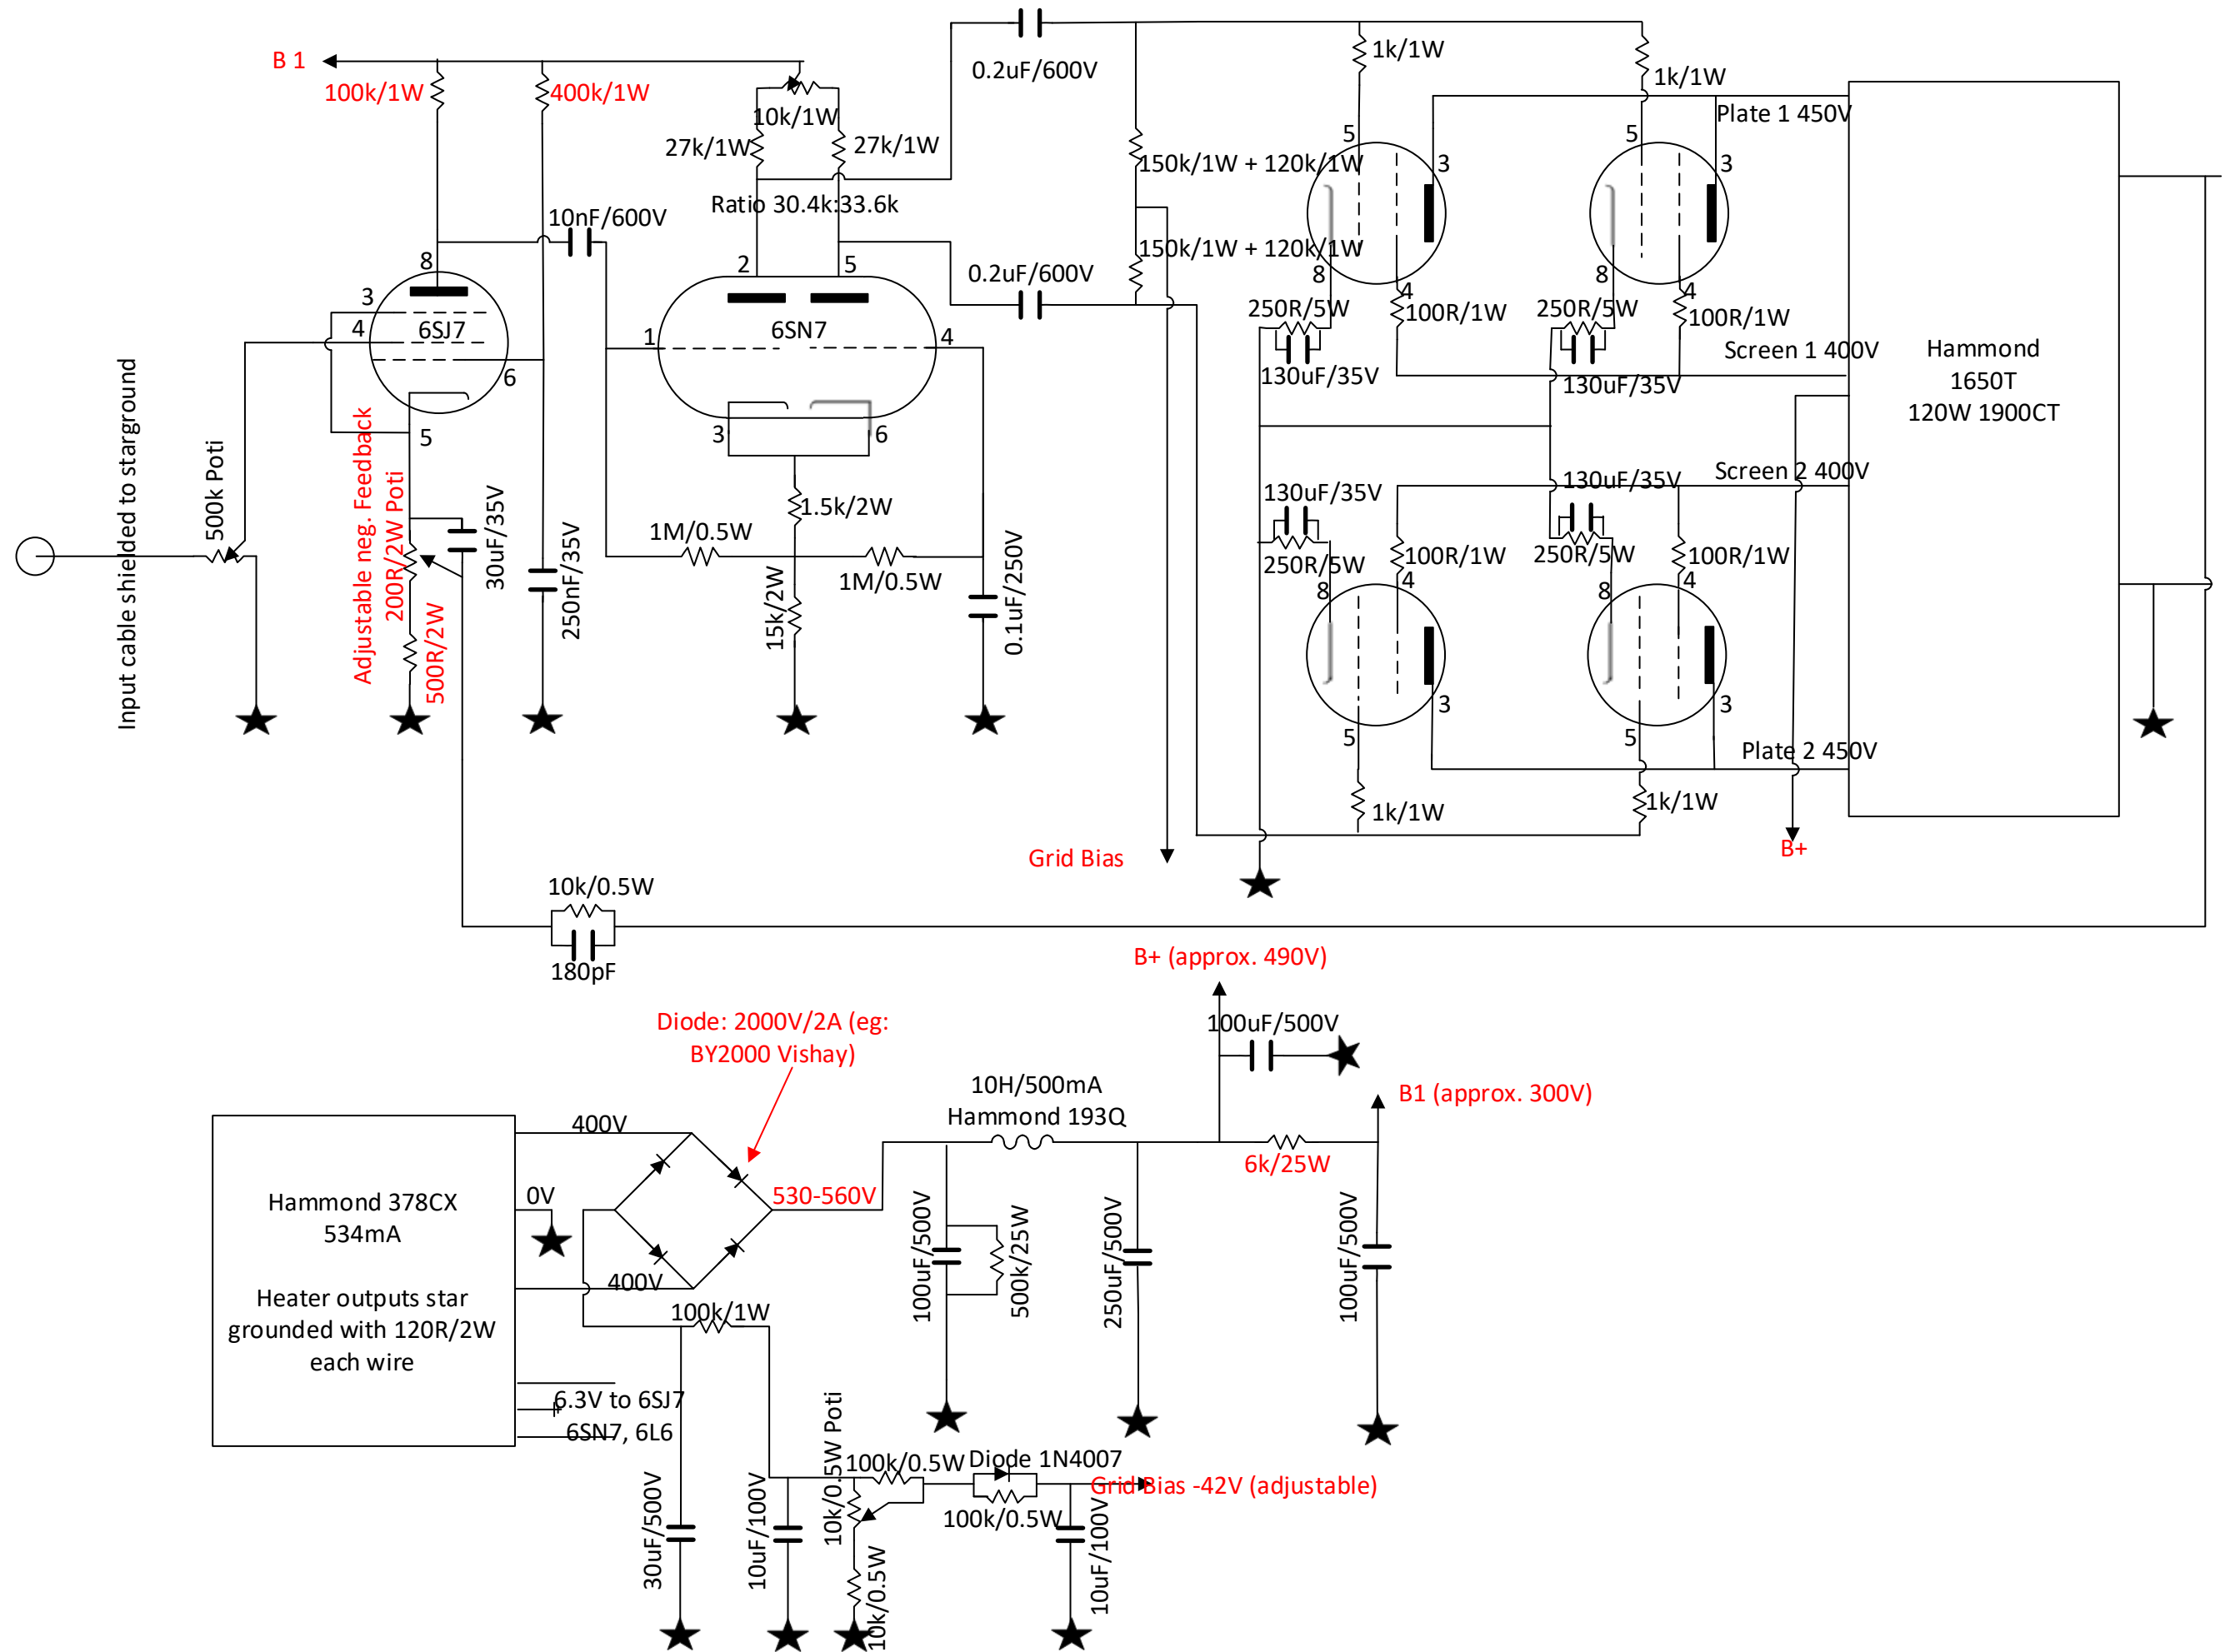 B 1
100k/1W
400k/1W
10k/1W
27k/1W
27k/1W
Ratio 30.4k:33.6k
10nF/600V
0.2uF/600V
0.2uF/600V
150k/1W + 120k/1W
150k/1W + 120k/1W
1k/1W
1k/1W
Plate 1 450V
5
3
8
4
5
3
8
4
250R/5W
130uF/35V
100R/1W
250R/5W
130uF/35V
100R/1W
Screen 1 400V
Hammond
1650T
120W 1900CT
8
3
4
6SJ7
6
5
2
5
1
6SN7
4
3
6
Input cable shielded to starground
500k Poti
Adjustable neg. Feedback
200R/2W Poti
500R/2W
30uF/35V
250nF/35V
1.5k/2W
1M/0.5W
1M/0.5W
15k/2W
0.1uF/250V
Screen 2 400V
130uF/35V
250R/5W
100R/1W
130uF/35V
250R/5W
100R/1W
8
4
3
5
8
4
3
5
Plate 2 450V
1k/1W
1k/1W
Grid Bias
B+
10k/0.5W
180pF
B+ (approx. 490V)
Diode: 2000V/2A (eg:
BY2000 Vishay)
100uF/500V
10H/500mA
Hammond 193Q
B1 (approx. 300V)
6k/25W
400V
0V
400V
530-560V
Hammond 378CX
534mA
Heater outputs star
grounded with 120R/2W
each wire
6.3V to 6SJ7
6SN7, 6L6
100k/1W
100uF/500V
500k/25W
250uF/500V
100uF/500V
30uF/500V
10uF/100V
10k/0.5W Poti
10k/0.5W
100k/0.5W
Diode 1N4007
100k/0.5W
10uF/100V
Grid Bias -42V (adjustable)